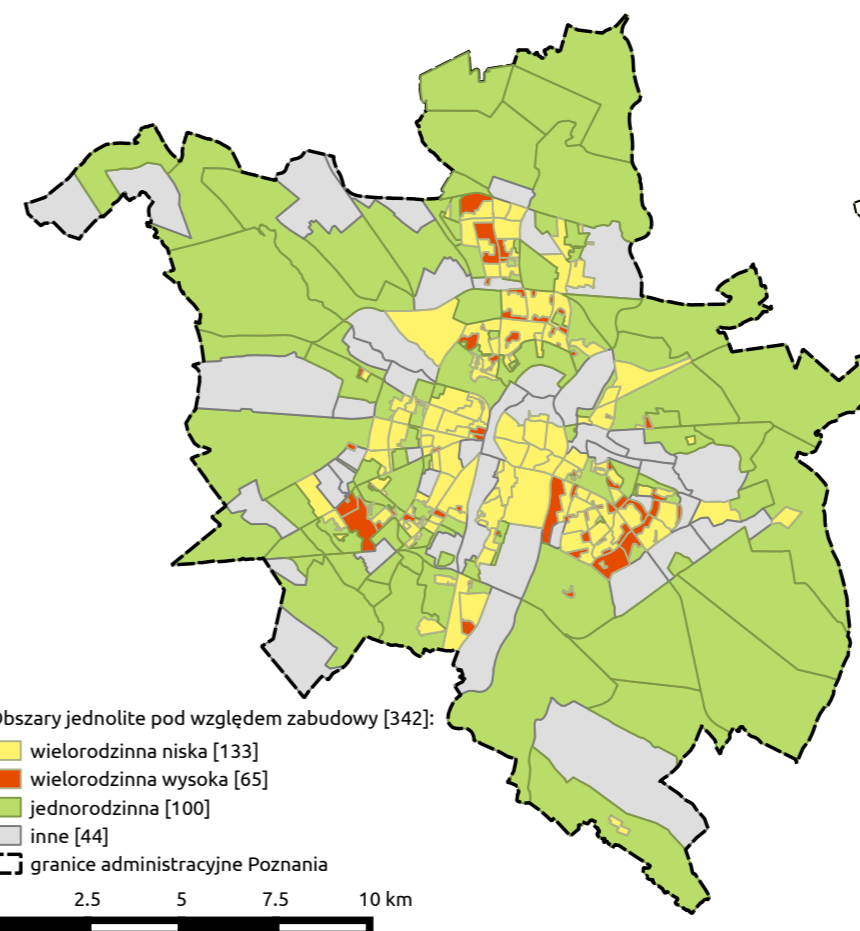 Obszary jednolite pod względem zabudowy [342]:
wielorodzinna niska [133]
wielorodzinna wysoka [65]
jednorodzinna [100]
inne [44]
granice administracyjne Poznania
2.5 5 7.5 10 km